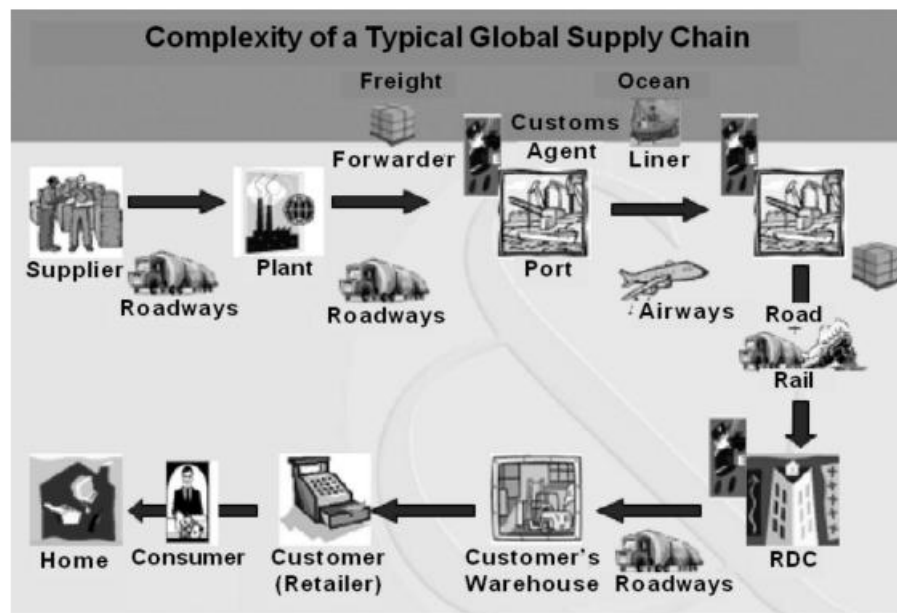 Complexity of a Typical Global Supply Chain
Freight
Forwarder
Customs
Agent
Ocean
Liner
Supplier
Roadways
Plant
Roadways
Port
Airways
Road
Rail
Home
Consumer
Customer
(Retailer)
Customer's
Warehouse
Roadways
RDC